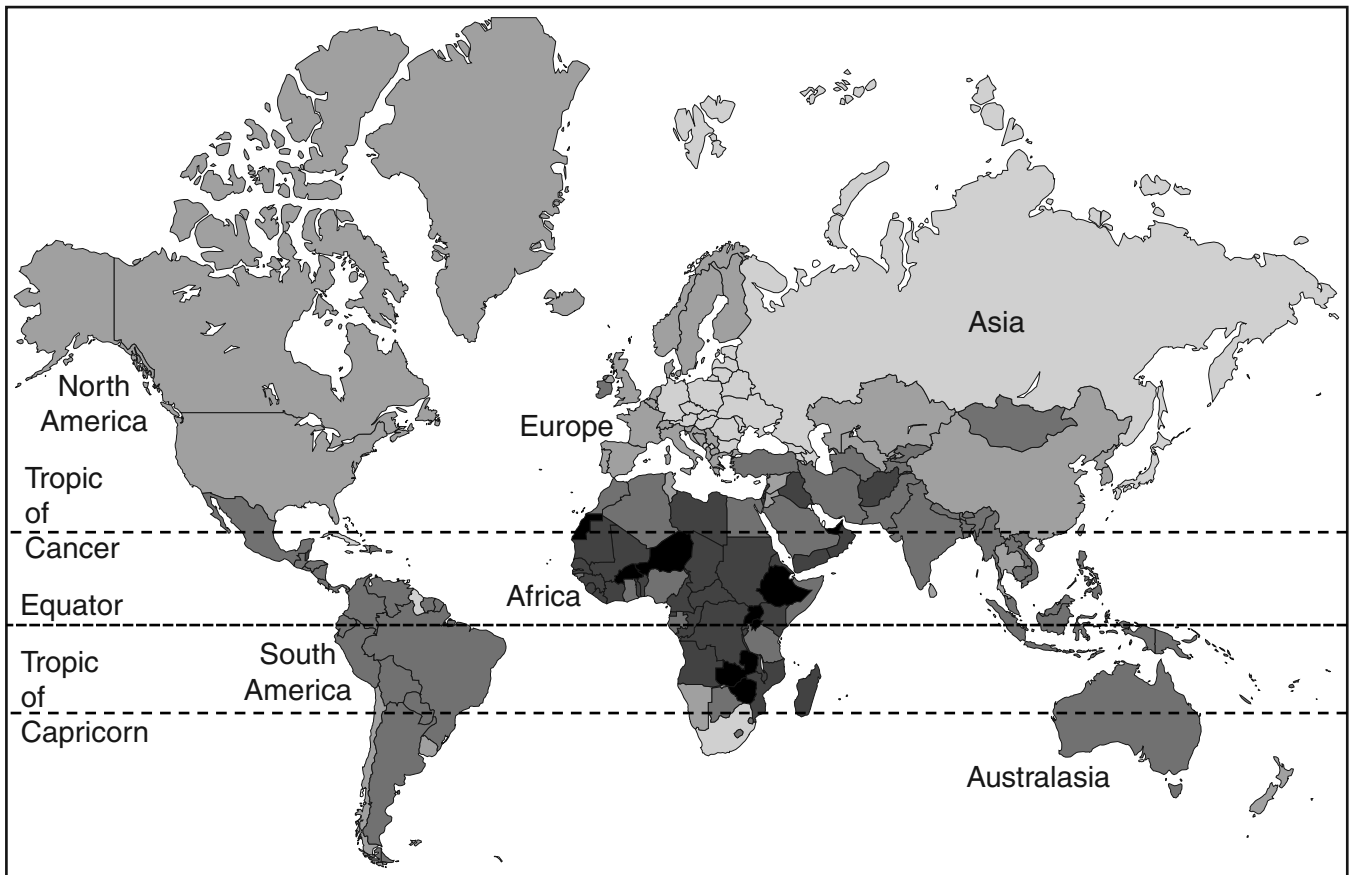 Asia
North
America
Europe
Tropic
of
Cancer
Africa
Equator
South
America
Tropic
of
Capricorn
Australasia